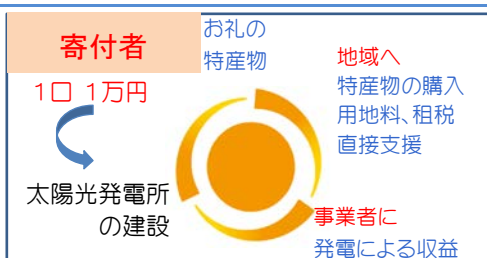 寄付者
1口 1万円
太陽光発電所
の建設
お礼の
特産物
地域へ
特産物の購入
用地料、租税
直接支援
事業者に
発電による収益